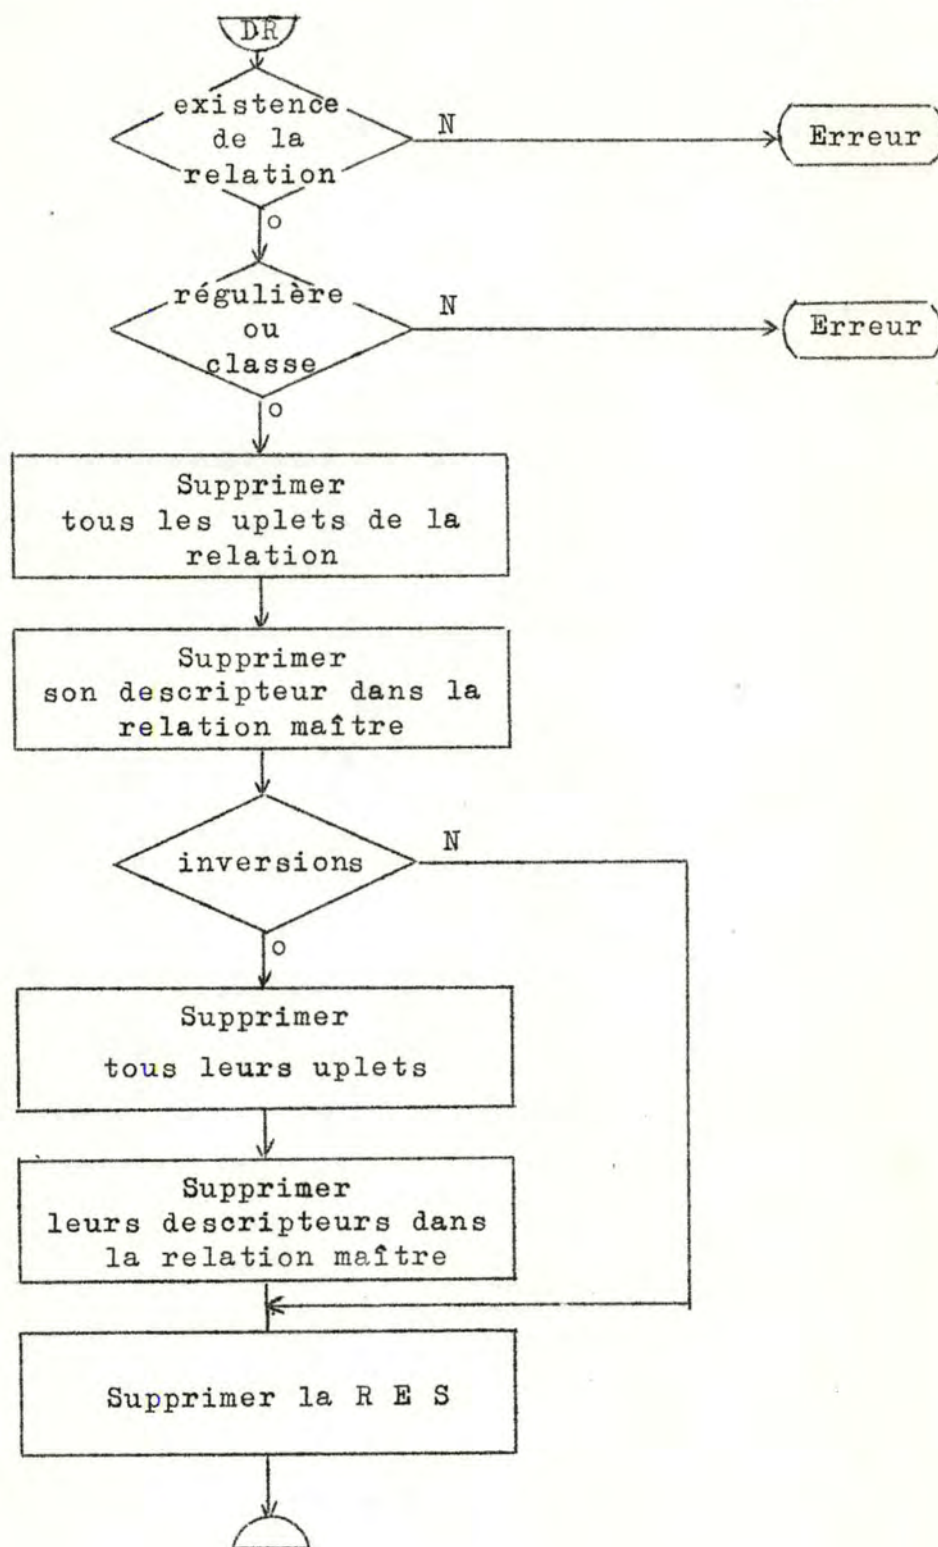 DR
existence
de la
relation
N
Erreur
o
régulière
ou
classe
N
Erreur
o
Supprimer
tous les uplets de la
relation
Supprimer
son descripteur dans la
relation maître
inversions
N
o
Supprimer
tous leurs uplets
Supprimer
leurs descripteurs dans
la relation maître
Supprimer la R E S